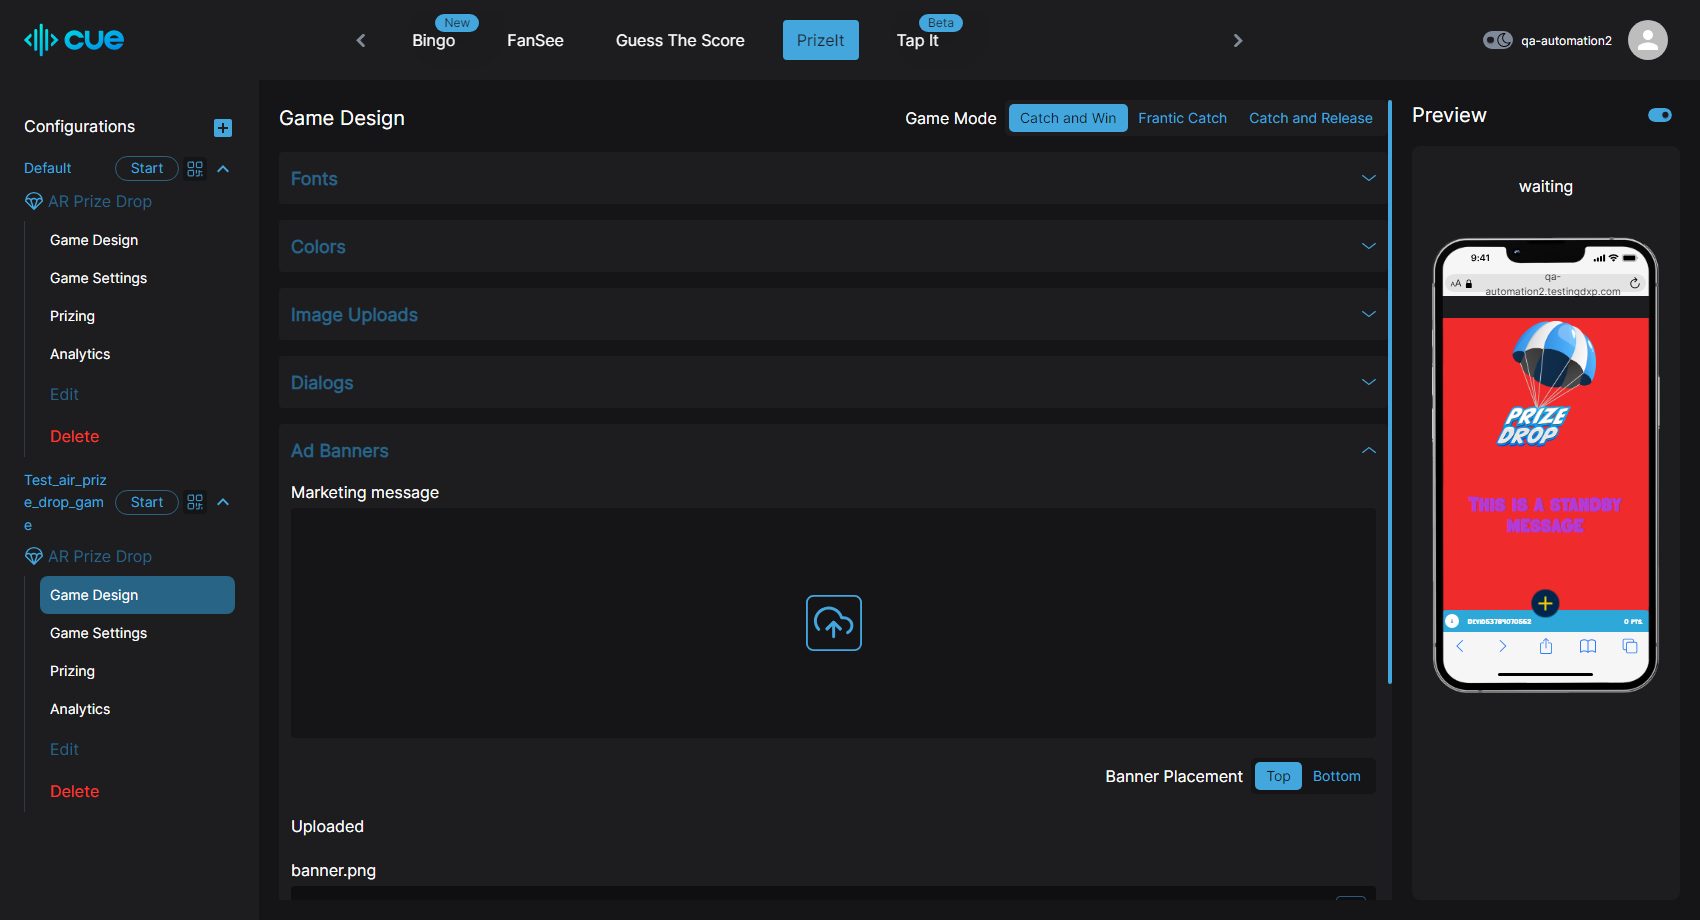 cue
Bingo
New
FanSee
Guess The Score
PrizeIt
Tap It
Beta
qa-automation2
Configurations
Default
Start
AR Prize Drop
Game Design
Game Settings
Prizing
Analytics
Edit
Delete
Test_air_priz
e_drop_gam
e
Start
AR Prize Drop
Game Design
Game Settings
Prizing
Analytics
Edit
Delete
Game Design
Game Mode
Catch and Win
Frantic Catch
Catch and Release
Fonts
Colors
Image Uploads
Dialogs
Ad Banners
Marketing message
Banner Placement
Top
Bottom
Uploaded
banner.png
Preview
waiting
9:41
AA
qa-
automation2.testingdxp.com
PRIZE
DROP
THIS IS A STANDBY
MESSAGE
0 PTS.